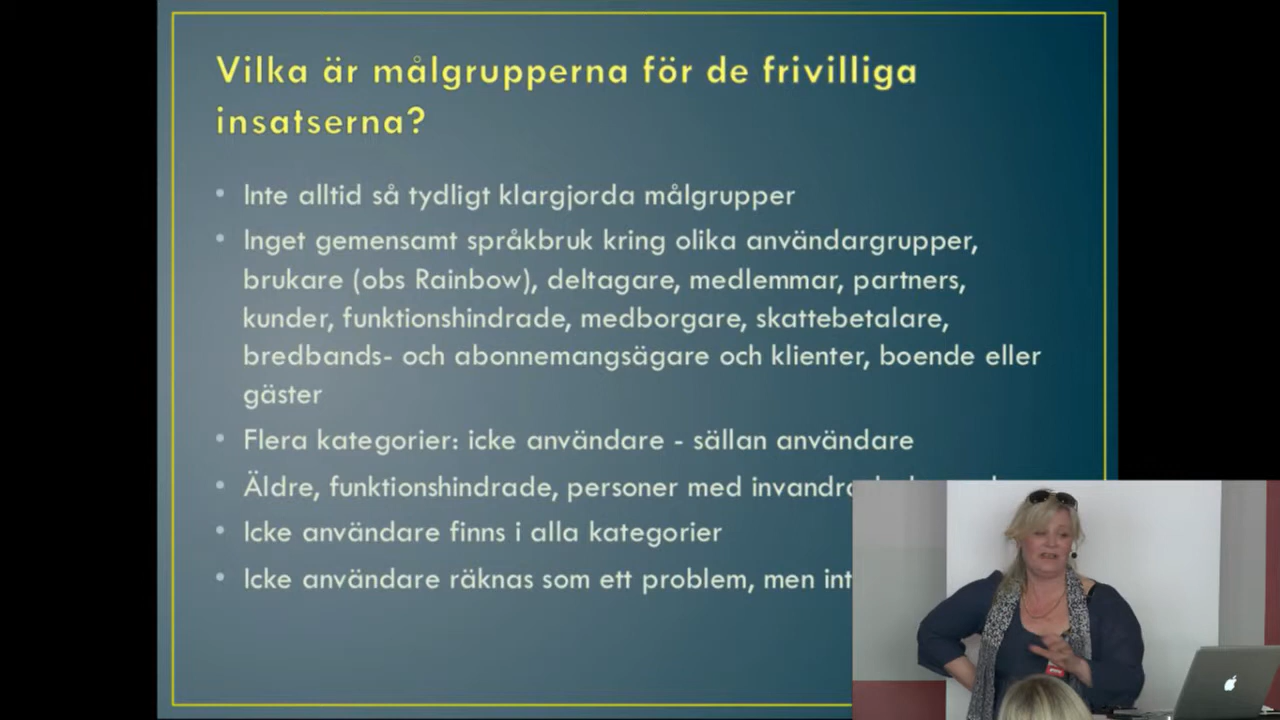 Vilka är målgrupperna för de frivilliga
insatserna?
• Inte alltid så tydligt klargjorda målgrupper
• Inget gemensamt språkbruk kring olika användargrupper,
brukare (obs Rainbow), deltagare, medlemmar, partners,
kunder, funktionshindrade, medborgare, skattebetalare,
bredbands- och abonnemangsägare och klienter, boende eller
gäster
• Flera kategorier: icke användare - sällan användare
• Äldre, funktionshindrade, personer med
• Icke användare finns i alla kategorier
• Icke användare räknas som ett problem, men